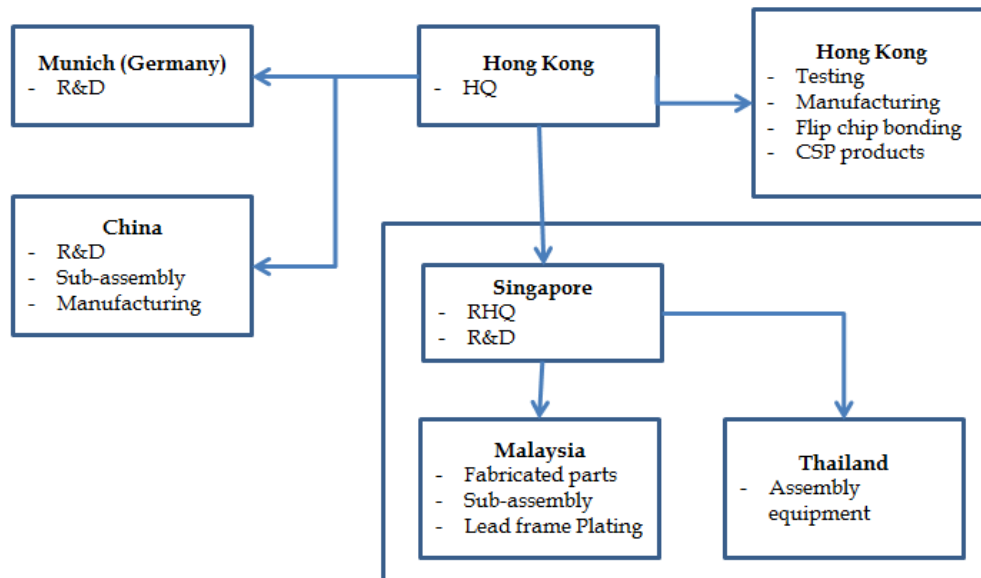 Munich (Germany)
- R&D
Hong Kong
- HQ
Hong Kong
- Testing
- Manufacturing
- Flip chip bonding
- CSP products
China
- R&D
- Sub-assembly
- Manufacturing
Singapore
- RHQ
- R&D
Malaysia
- Fabricated parts
- Sub-assembly
- Lead frame Plating
Thailand
- Assembly
equipment